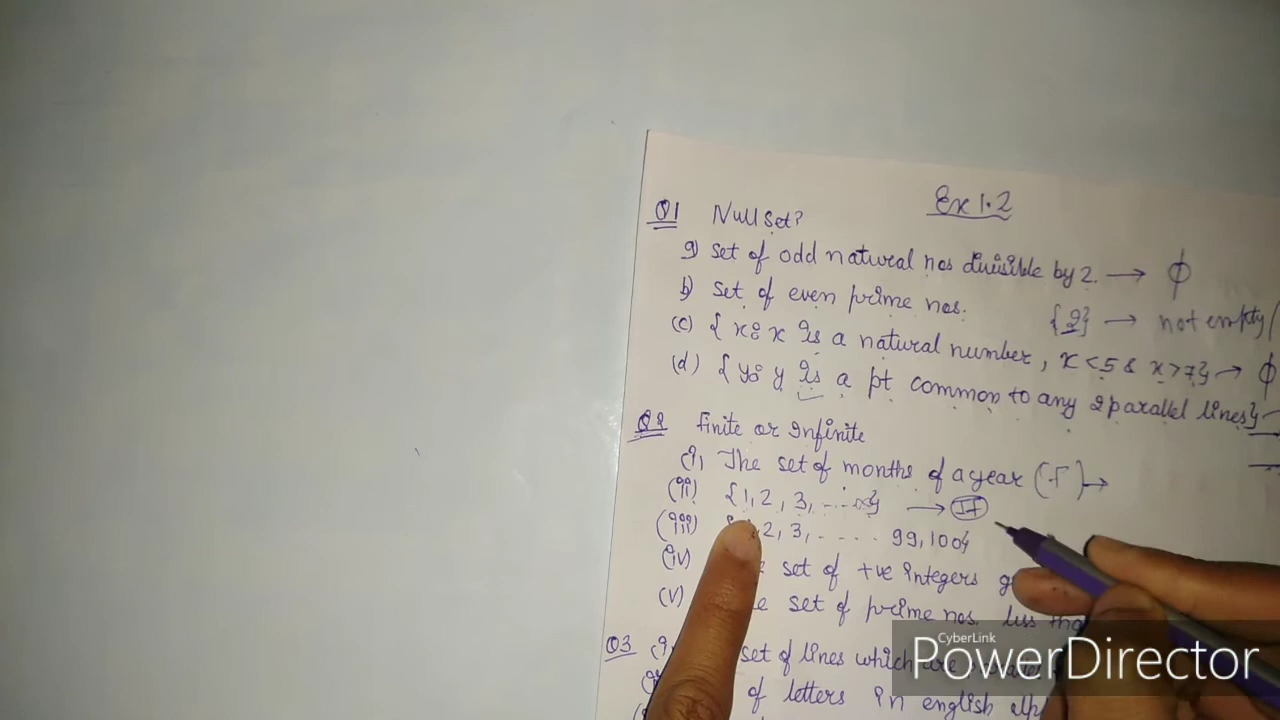 Ex 1.2
Q1 Null set?
a) set of odd natural nos divisible by 2. → ϕ
b) set of even prime nos. {2} → not empty
(c) { x: x is a natural number, x < 5 & x > 7} → ϕ
(d) { y: y is a pt common to any 2 parallel lines}
Q2 Finite or Infinite
(i) The set of months of a year (F) →
(ii) {1, 2, 3, ....∞} → IF
(iii) 2, 3, ..... 99, 100}
(iv) set of +ve integers
(v) set of prime nos. less
Q3 (i) set of lines which are
of letters in english
CyberLink
PowerDirector